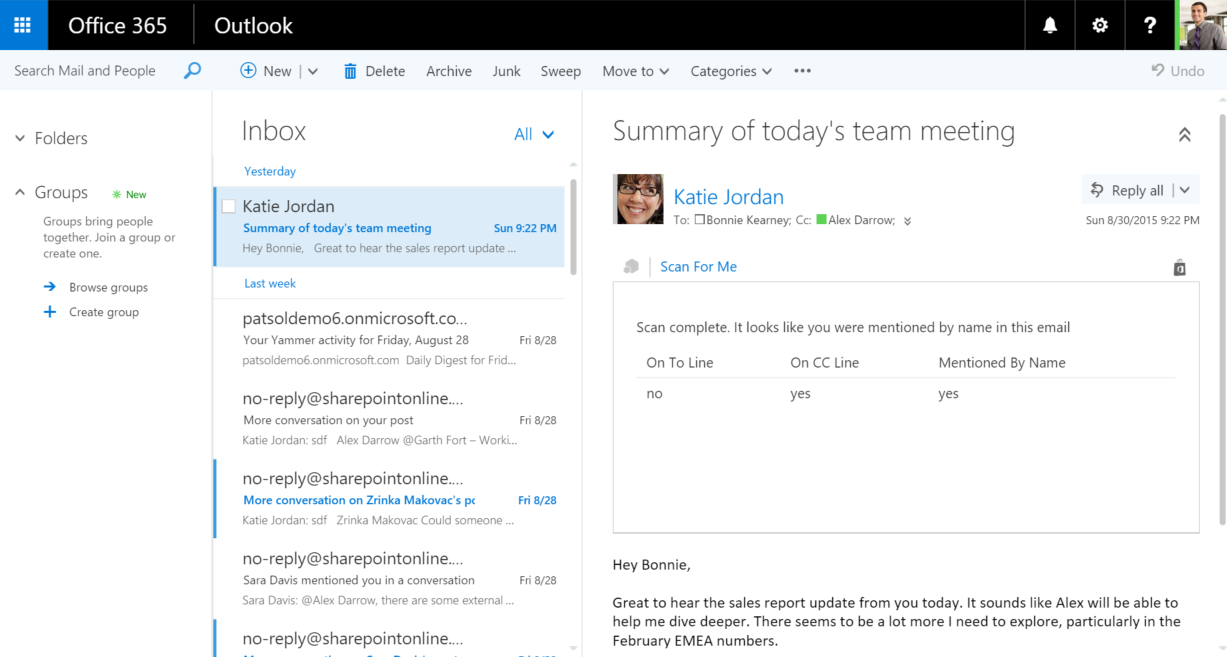 Office 365
Outlook
?
Search Mail and People
New
Delete
Archive
Junk
Sweep
Move to
Categories
•••
Undo
Folders
Groups
New
Groups bring people
together. Join a group or
create one.
Browse groups
Create group
Inbox
All
Yesterday
Katie Jordan
Summary of today's team meeting Sun 9:22 PM
Hey Bonnie, Great to hear the sales report update ...
Last week
patsoldemo6.onmicrosoft.co...
Your Yammer activity for Friday, August 28 Fri 8/28
patsoldemo6.onmicrosoft.com Daily Digest for Frid...
no-reply@sharepointonline....
More conversation on your post Fri 8/28
Katie Jordan: sdf Alex Darrow @Garth Fort – Worki...
no-reply@sharepointonline....
More conversation on Zrinka Makovac's Fri 8/28
Katie Jordan: sdf Zrinka Makovac Could someone ...
no-reply@sharepointonline....
Sara Davis mentioned you in a conversation Fri 8/28
Sara Davis: @Alex Darrow, there are some external ...
no-reply@sharepointonline....
Summary of today's team meeting
Katie Jordan
Reply all
To: Bonnie Kearney; Cc: Alex Darrow;
Sun 8/30/2015 9:22 PM
Scan For Me
Scan complete. It looks like you were mentioned by name in this email
On To Line On CC Line Mentioned By Name
no yes yes
Hey Bonnie,
Great to hear the sales report update from you today. It sounds like Alex will be able to
help me dive deeper. There seems to be a lot more I need to explore, particularly in the
February EMEA numbers.